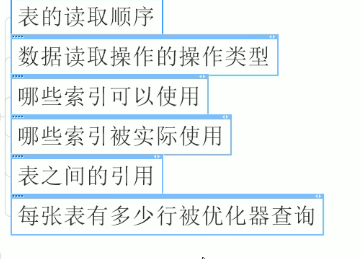 表的读取顺序
数据读取操作的操作类型
哪些索引可以使用
哪些索引被实际使用
表之间的引用
每张表有多少行被优化器查询